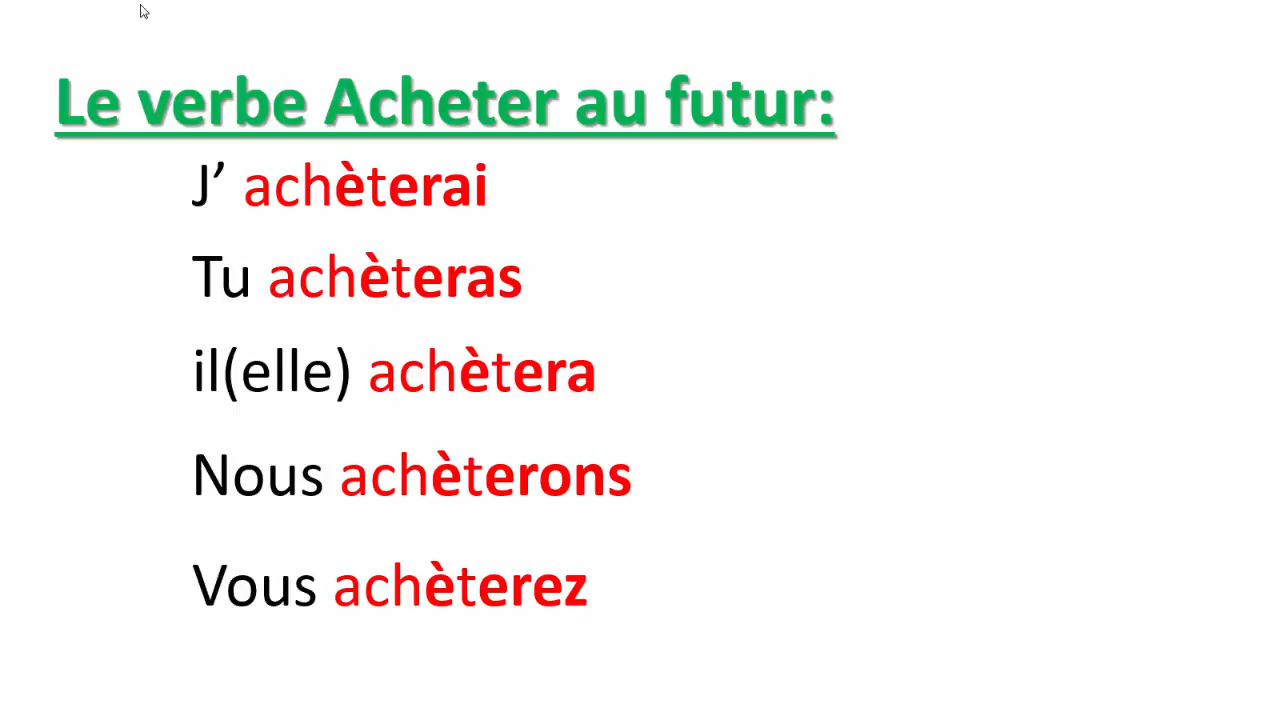 Le verbe Acheter au futur:
J’ achèterai
Tu achèteras
il(elle) achètera
Nous achèterons
Vous achèterez